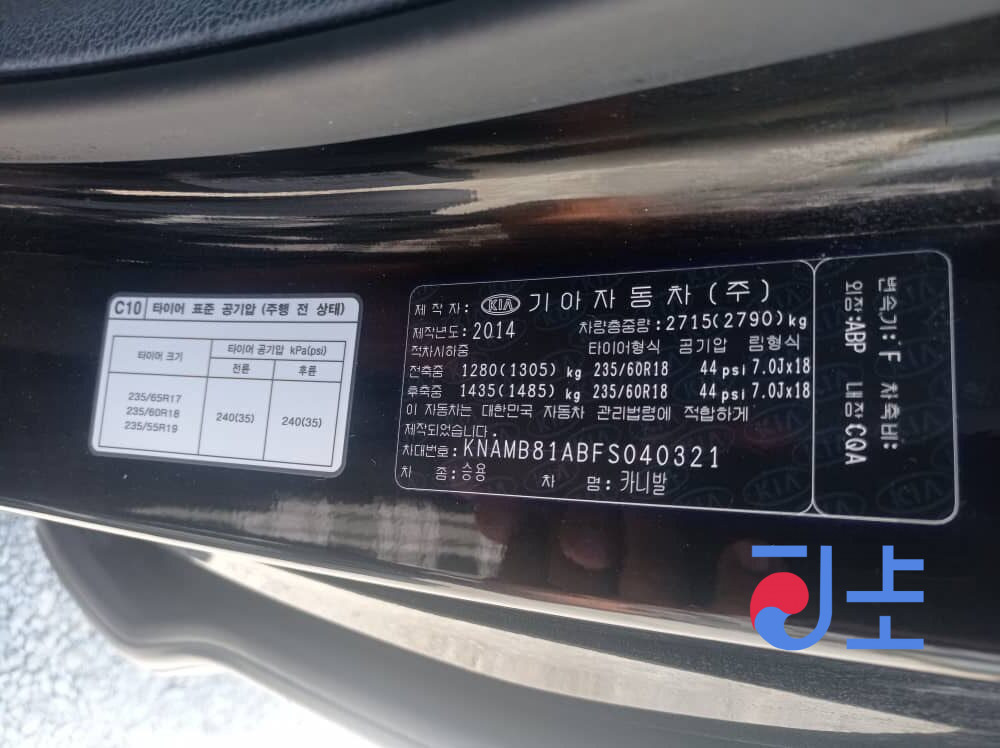 C10 타이어 표준 공기압 (주행 전 상태)
타이어 크기 타이어 공기압 kPa(psi)
전륜 후륜
235/65R17
235/60R18
235/55R19
240(35) 240(35)
제 작 자: KIA 기아자동차(주)
제작년도: 2014 차량총중량: 2715(2790)kg
적차시하중 타이어형식 공기압 림형식
전축중 1280(1305) kg 235/60R18 44psi 7.0Jx18
후축중 1435(1485) kg 235/60R18 44psi 7.0Jx18
이 자동차는 대한민국 자동차 관리법령에 적합하게
제작되었습니다.
차대번호: KNAMB81ABFS040321
차 종: 승용 차 명: 카니발
변속기: F 차축비:
외장:ABP 내장:CQA
KIA KIA